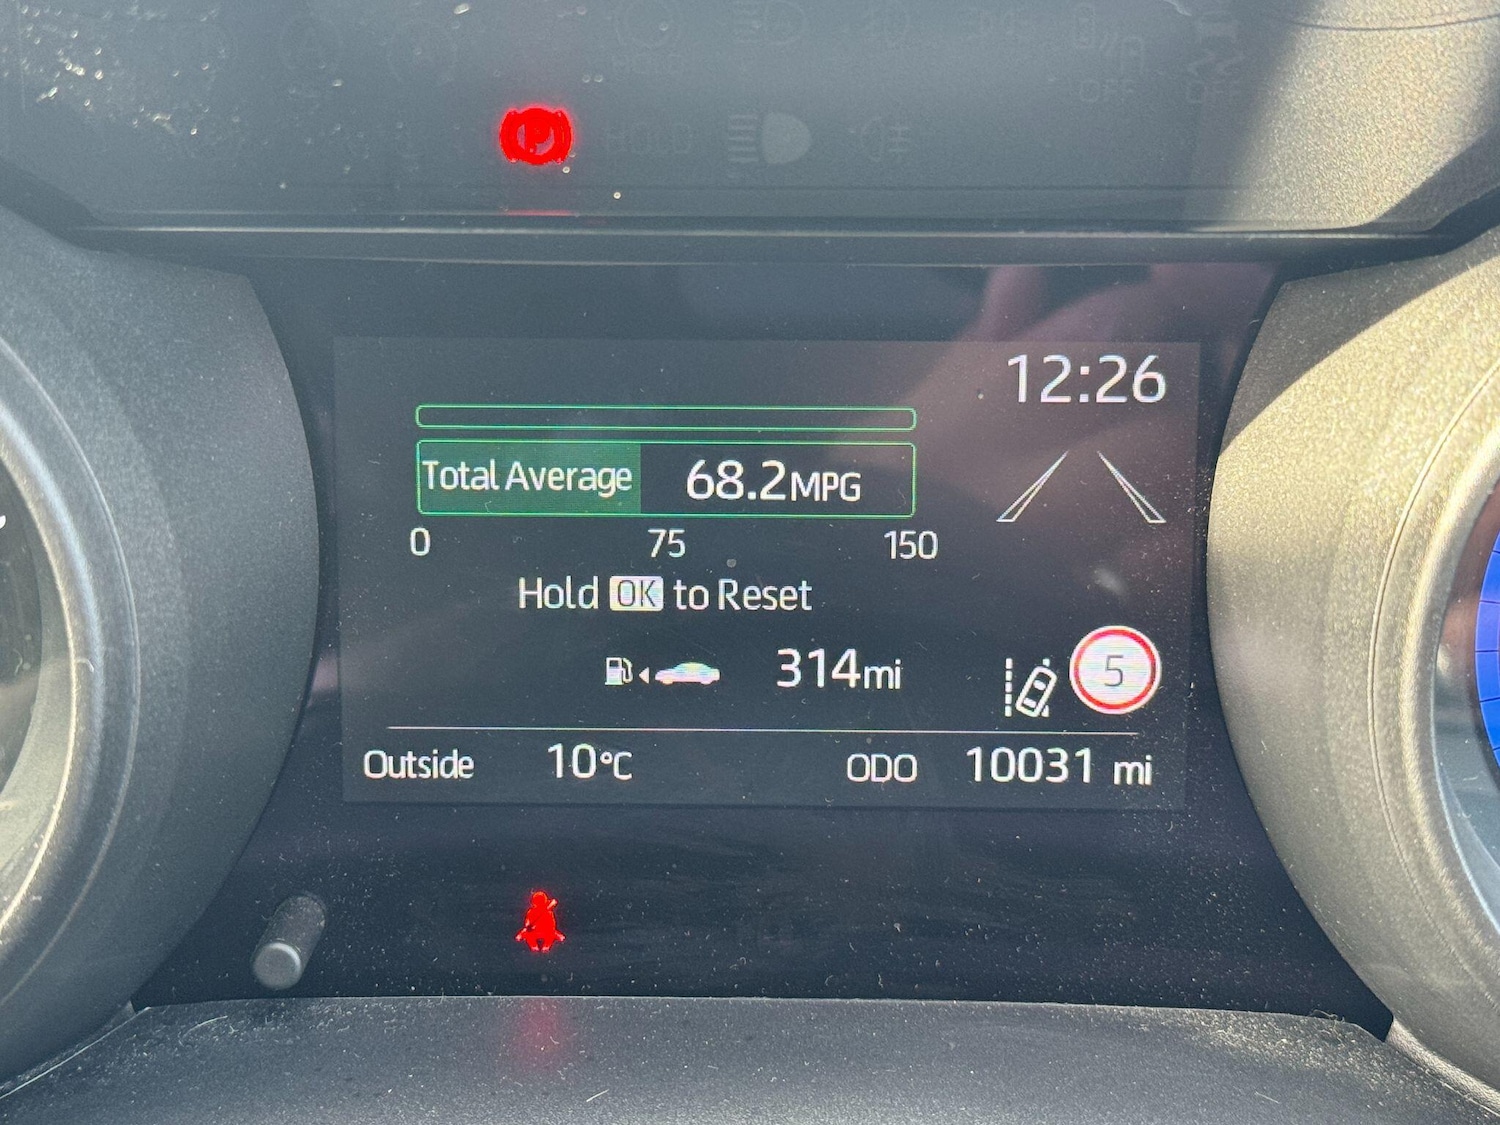 P
HOLD
12:26
Total Average 68.2MPG
0 75 150
Hold OK to Reset
314mi
5
Outside 10°C ODO 10031 mi